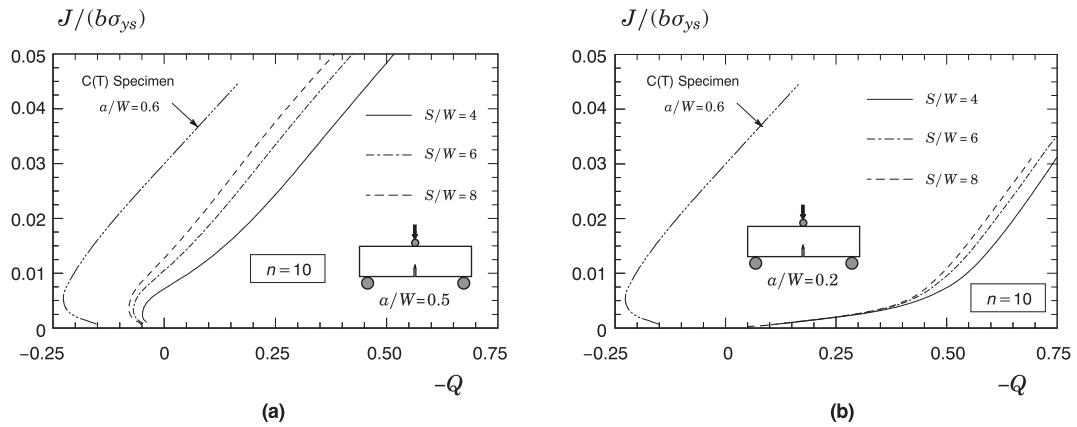 J/(bσys)
0.05
0.04
0.03
0.02
0.01
0
−0.25
0
0.25
0.50
0.75
−Q
C(T) Specimen
a/W=0.6
S/W=4
S/W=6
S/W=8
n=10
a/W=0.5
(a)
J/(bσys)
0.05
0.04
0.03
0.02
0.01
0
−0.25
0
0.25
0.50
0.75
−Q
C(T) Specimen
a/W=0.6
S/W=4
S/W=6
S/W=8
a/W=0.2
n=10
(b)